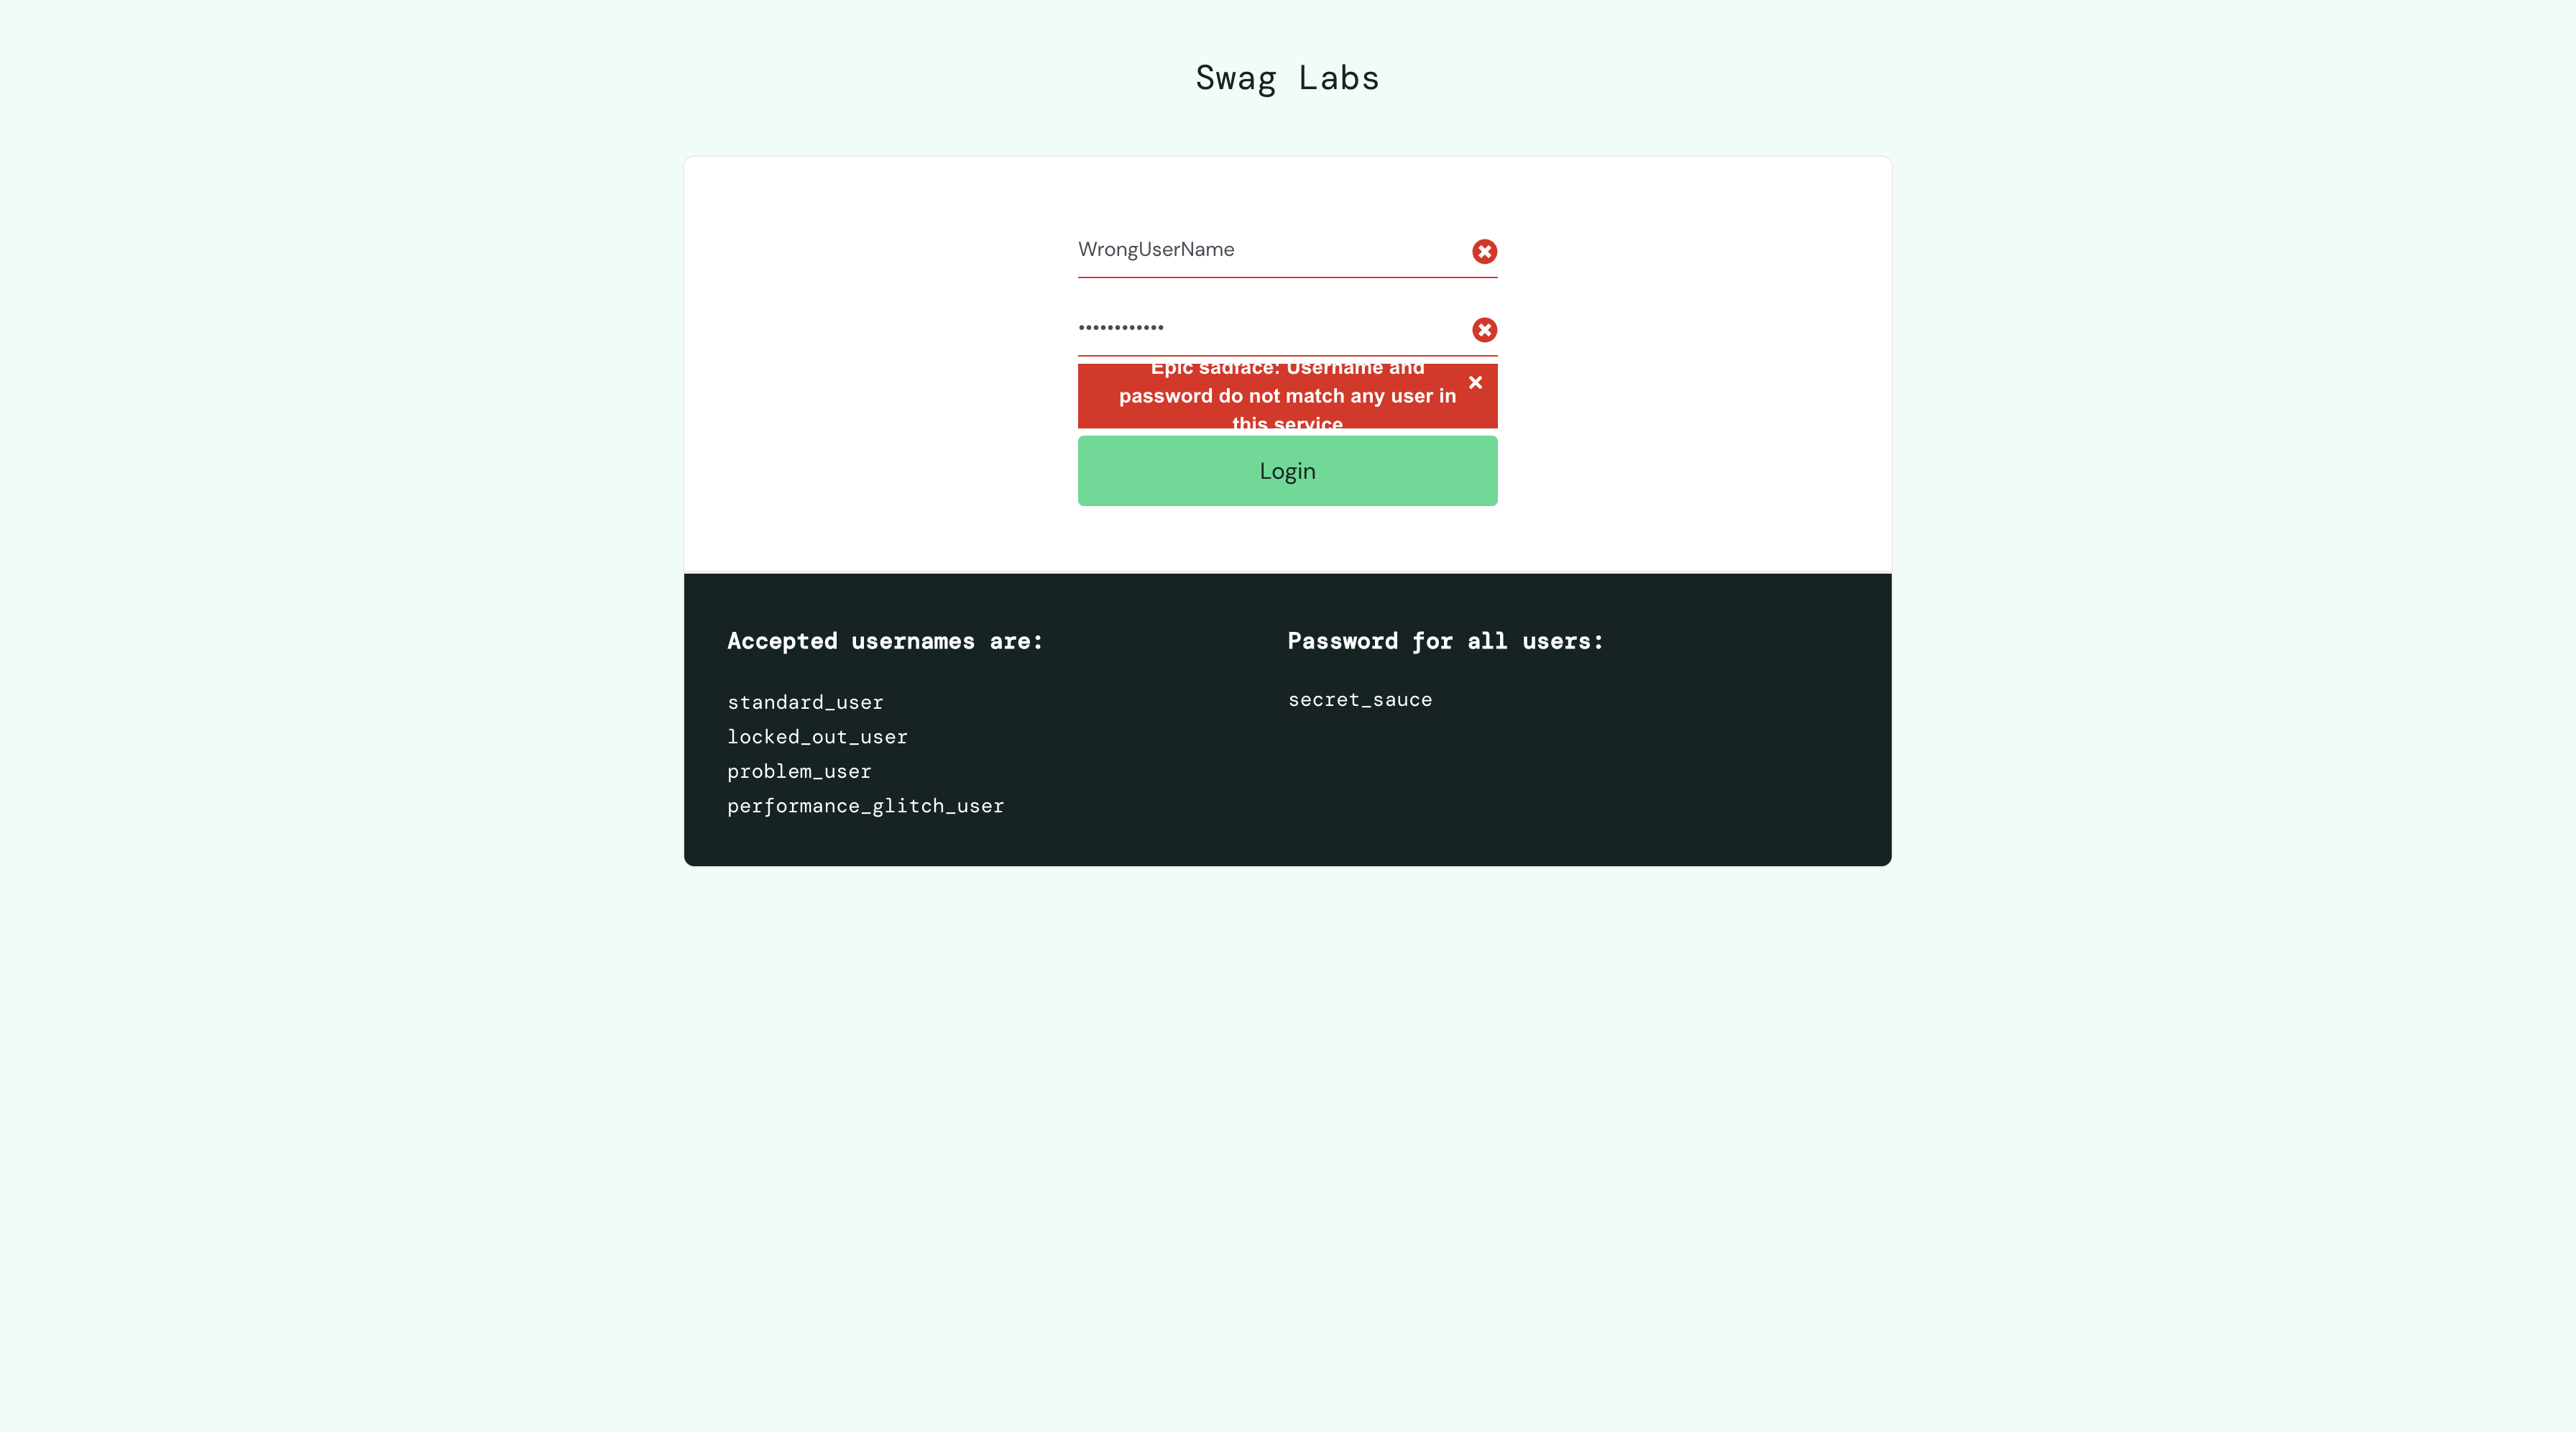 Swag Labs
WrongUserName
••••••••••••
Epic sadface: Username and
password do not match any user in
this service
Login
Accepted usernames are:
standard_user
locked_out_user
problem_user
performance_glitch_user
Password for all users:
secret_sauce